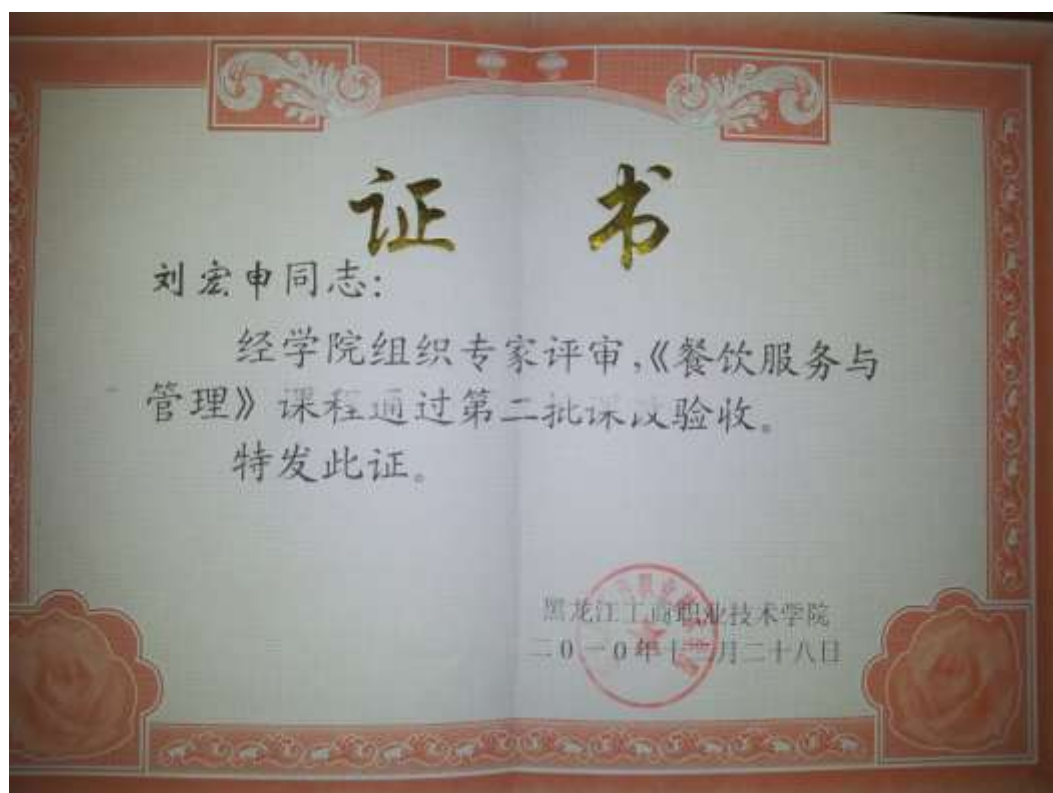 证 书
刘宏申同志:
经学院组织专家评审,《餐饮服务与
管理》课程通过第二批课改验收。
特发此证。
黑龙江工商职业技术学院
二0一0年十二月二十八日